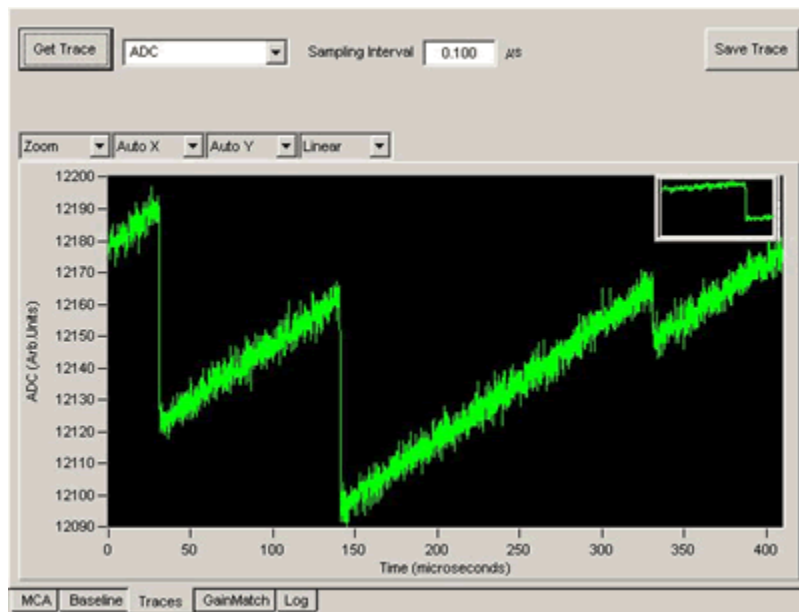 Get Trace
ADC
Sampling Interval
0.100
μs
Save Trace
Zoom
Auto X
Auto Y
Linear
12200
12190
12180
12170
12160
12150
12140
12130
12120
12110
12100
12090
ADC (Arb.Units)
0
50
100
150
200
250
300
350
400
Time (microseconds)
MCA
Baseline
Traces
GainMatch
Log